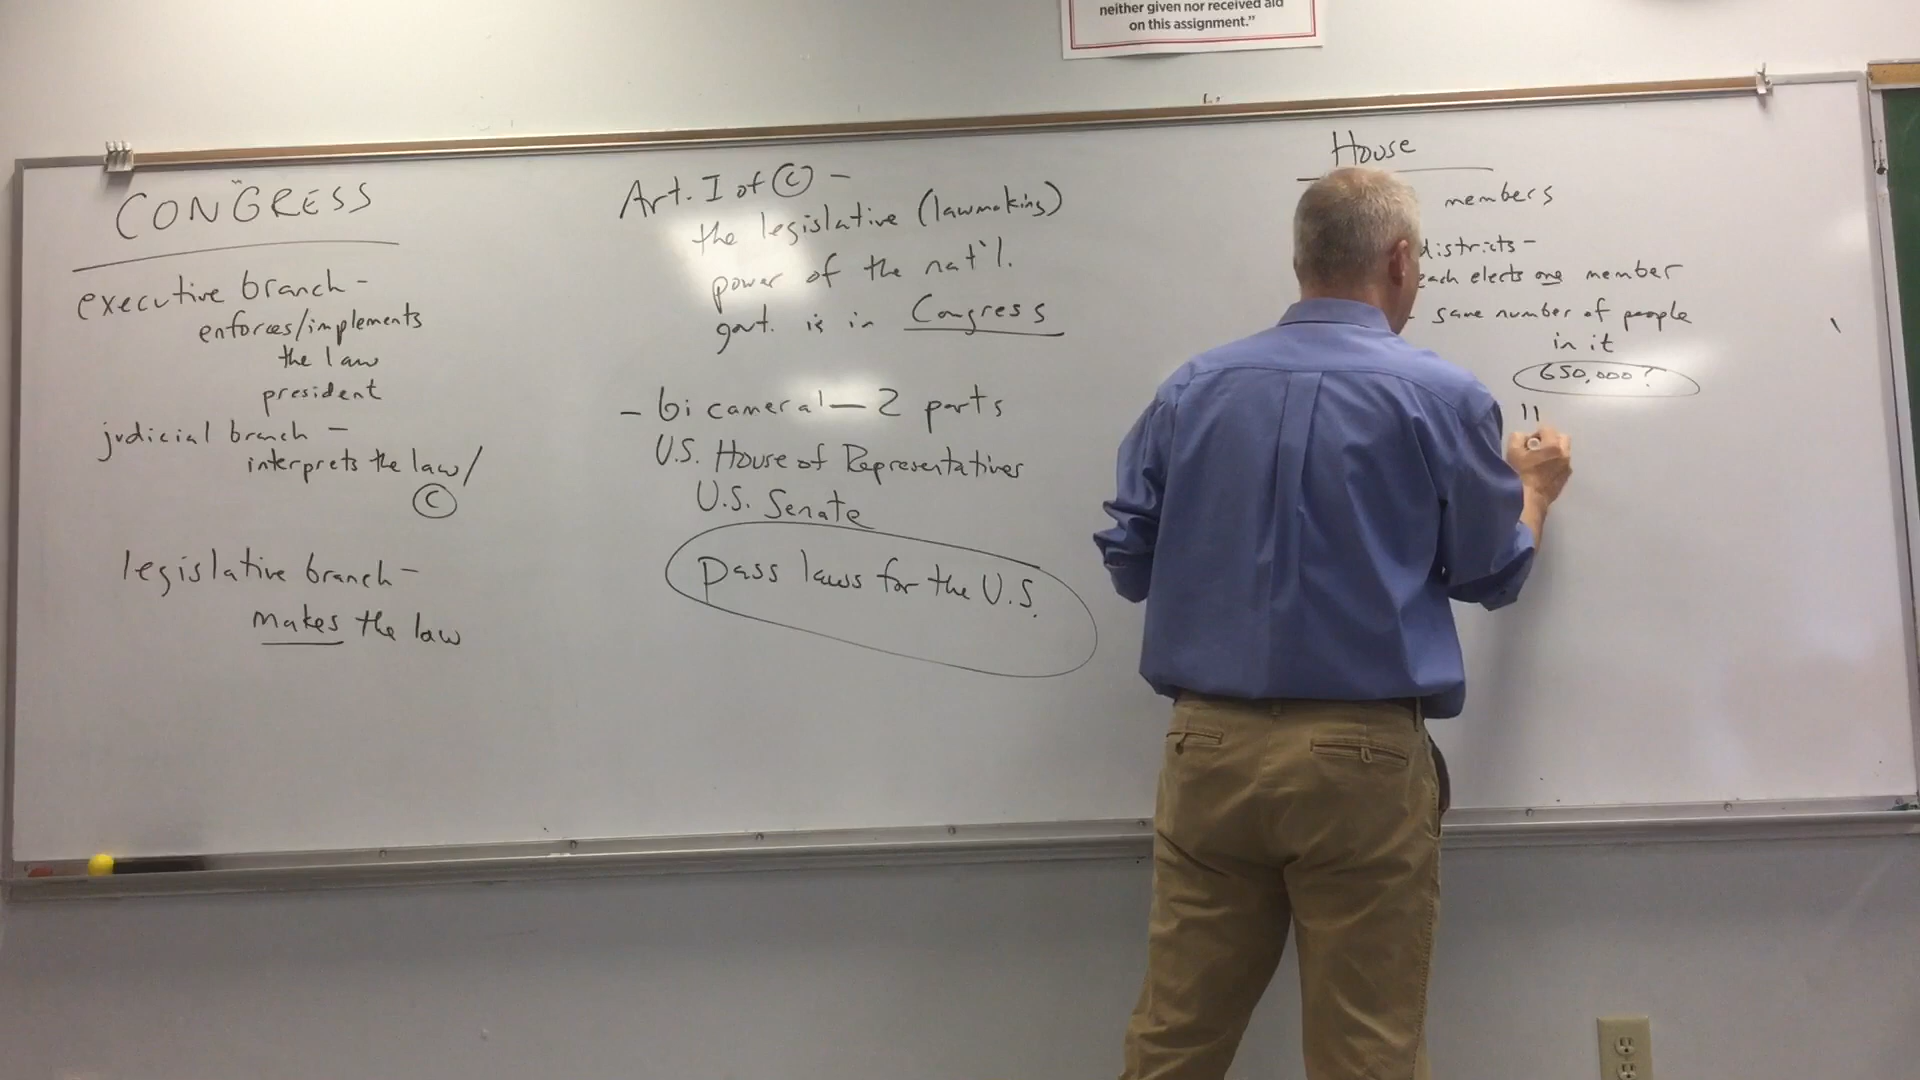 neither given nor received aid
on this assignment."
CONGRESS
executive branch -
enforces/implements
the law
president
judicial branch -
interprets the law/
©
legislative branch -
makes the law
Art. I of © -
the legislative (lawmaking)
power of the nat'l.
govt. is in Congress
- bicameral - 2 parts
U.S. House of Representatives
U.S. Senate
pass laws for the U.S.
House
members
districts -
each elects one member
- same number of people
in it
650,000?
11